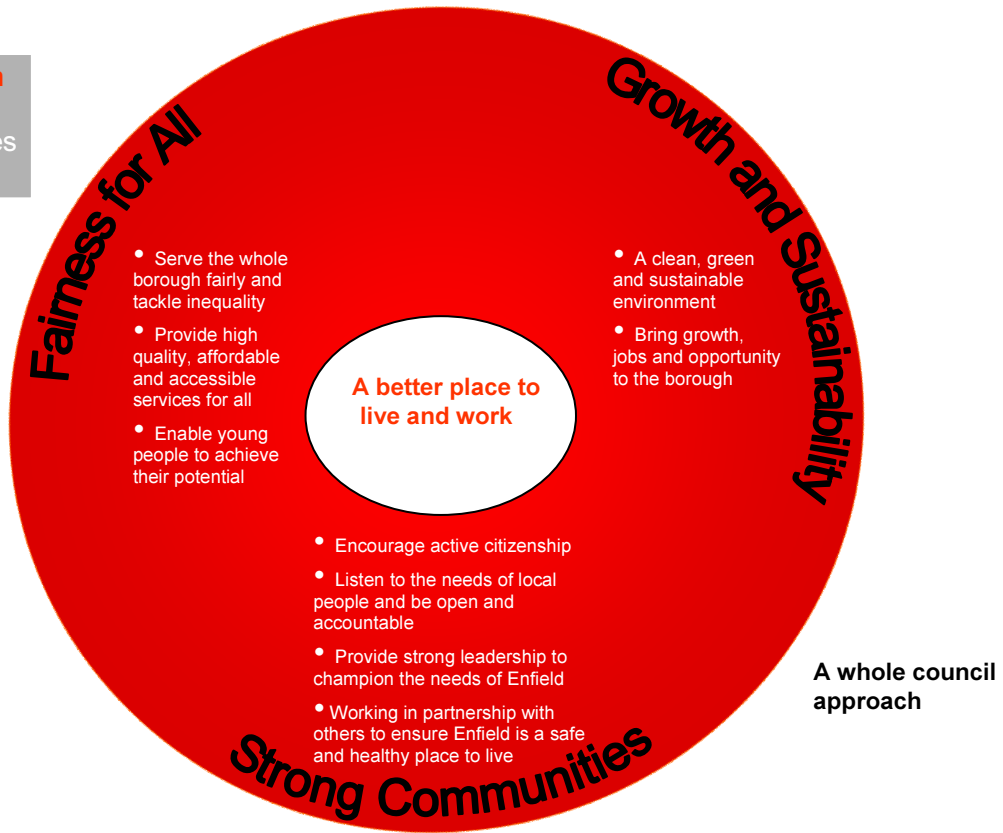 es
Fairness for All
• Serve the whole
borough fairly and
tackle inequality
• Provide high
quality, affordable
and accessible
services for all
• Enable young
people to achieve
their potential
Growth and Sustainability
• A clean, green
and sustainable
environment
• Bring growth,
jobs and opportunity
to the borough
A better place to
live and work
• Encourage active citizenship
• Listen to the needs of local
people and be open and
accountable
• Provide strong leadership to
champion the needs of Enfield
• Working in partnership with
others to ensure Enfield is a safe
and healthy place to live
Strong Communities
A whole council
approach